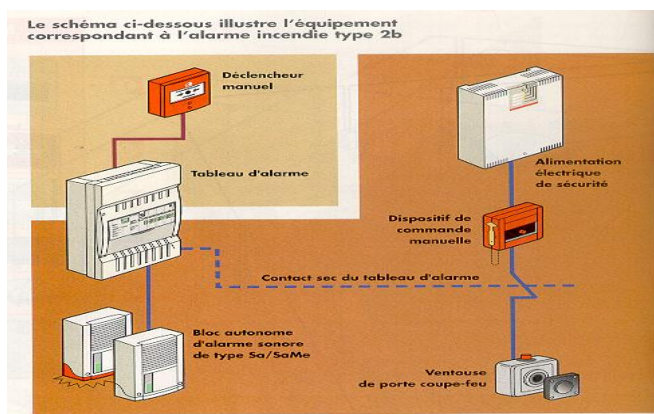 Le schéma ci-dessous illustre l'équipement
correspondant à l'alarme incendie type 2b
Déclencheur
manuel
Tableau d'alarme
Alimentation
électrique
de sécurité
Dispositif de
commande
manuelle
Contact sec du tableau d'alarme
Bloc autonome
d'alarme sonore
de type Sa/SaMe
Ventouse
de porte coupe-feu